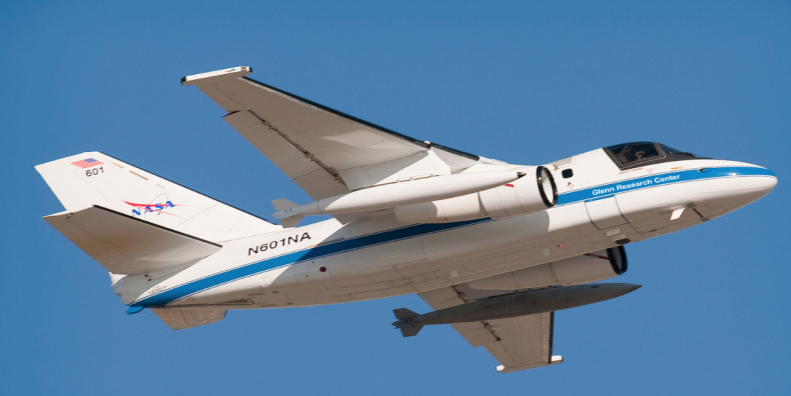 601
NASA
N601NA
Glenn Research Center